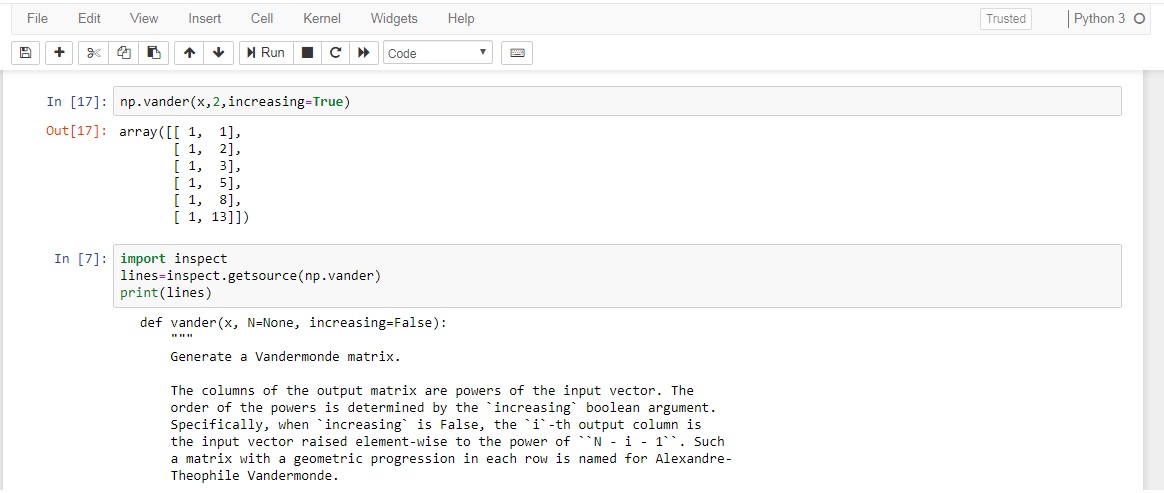 File Edit View Insert Cell Kernel Widgets Help Trusted Python 3
Run Code
In [17]: np.vander(x,2,increasing=True)
Out[17]: array([[ 1,  1],
[ 1,  2],
[ 1,  3],
[ 1,  5],
[ 1,  8],
[ 1, 13]])
In [7]: import inspect
lines=inspect.getsource(np.vander)
print(lines)
def vander(x, N=None, increasing=False):
"""
Generate a Vandermonde matrix.
The columns of the output matrix are powers of the input vector. The
order of the powers is determined by the `increasing` boolean argument.
Specifically, when `increasing` is False, the `i`-th output column is
the input vector raised element-wise to the power of ``N - i - 1``. Such
a matrix with a geometric progression in each row is named for Alexandre-
Theophile Vandermonde.